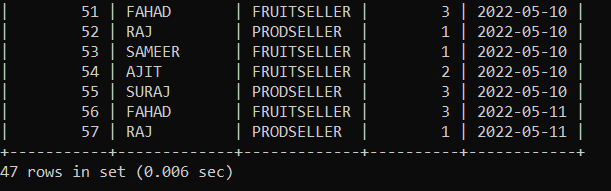 |        51 | FAHAD      | FRUITSELLER |        3 | 2022-05-10 |
|        52 | RAJ        | PRODSELLER  |        1 | 2022-05-10 |
|        53 | SAMEER     | FRUITSELLER |        1 | 2022-05-10 |
|        54 | AJIT       | FRUITSELLER |        2 | 2022-05-10 |
|        55 | SURAJ      | PRODSELLER  |        3 | 2022-05-10 |
|        56 | FAHAD      | FRUITSELLER |        3 | 2022-05-11 |
|        57 | RAJ        | PRODSELLER  |        1 | 2022-05-11 |
+-----------+------------+-------------+----------+------------+
47 rows in set (0.006 sec)